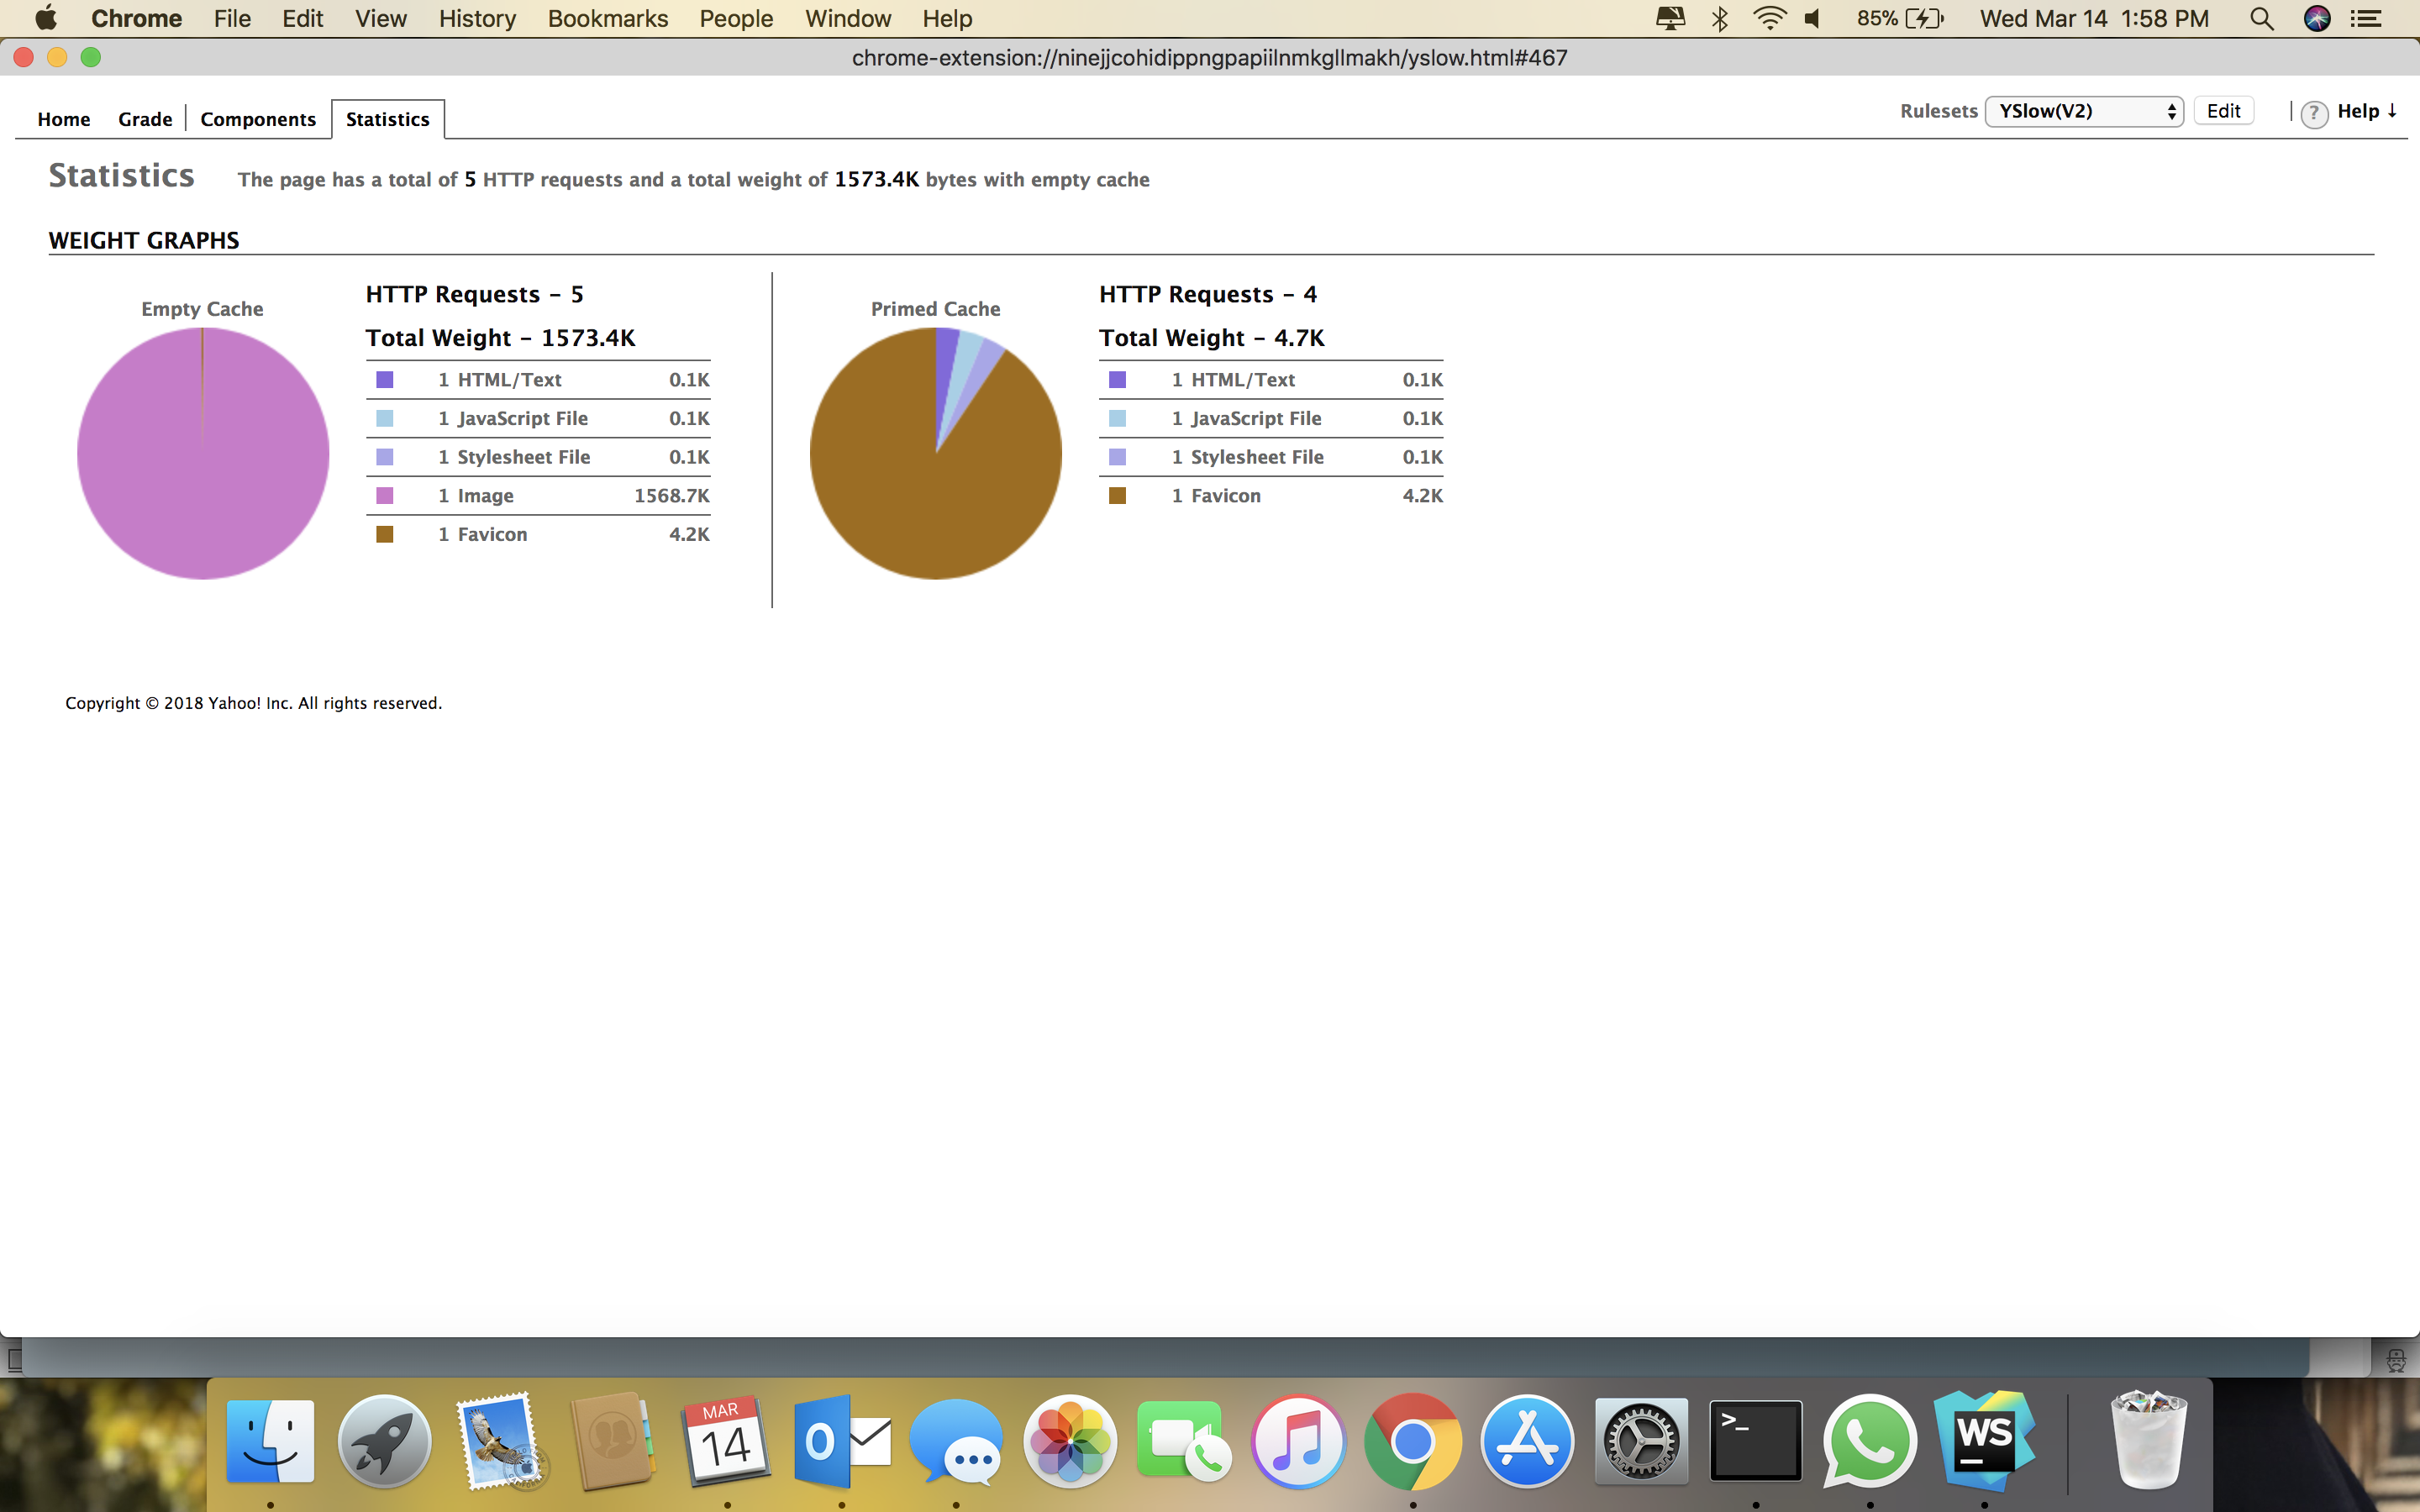 Chrome File Edit View History Bookmarks People Window Help 85% Wed Mar 14 1:58 PM
chrome-extension://ninejjcohidippngpapiilnmkgllmakh/yslow.html#467
Home Grade Components Statistics Rulesets YSlow(V2) Edit ? Help ↓
Statistics The page has a total of 5 HTTP requests and a total weight of 1573.4K bytes with empty cache
WEIGHT GRAPHS
Empty Cache
HTTP Requests - 5
Total Weight - 1573.4K
1 HTML/Text 0.1K
1 JavaScript File 0.1K
1 Stylesheet File 0.1K
1 Image 1568.7K
1 Favicon 4.2K
Primed Cache
HTTP Requests - 4
Total Weight - 4.7K
1 HTML/Text 0.1K
1 JavaScript File 0.1K
1 Stylesheet File 0.1K
1 Favicon 4.2K
Copyright © 2018 Yahoo! Inc. All rights reserved.
MAR
14
O
>_
WS